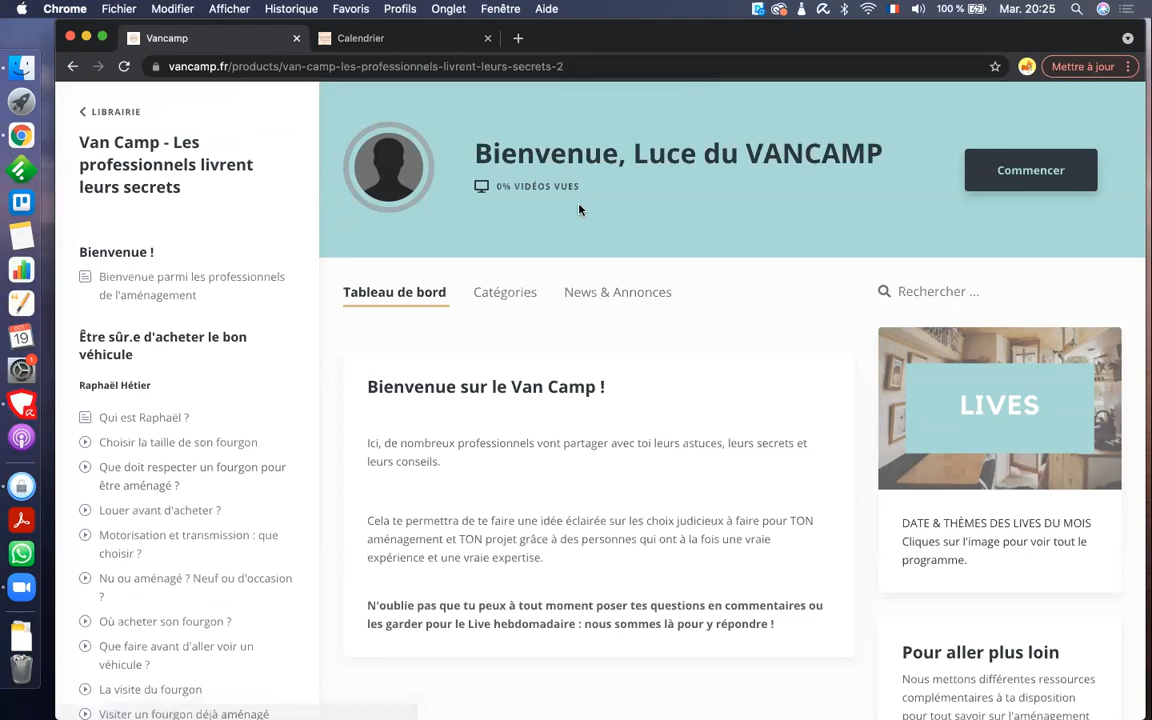 Chrome Fichier Modifier Afficher Historique Favoris Profils Onglet Fenêtre Aide 100 % Mar. 20:25
Vancamp
Calendrier
vancamp.fr/products/van-camp-les-professionnels-livrent-leurs-secrets-2
Mettre à jour
LIBRAIRIE
Van Camp - Les
professionnels livrent
leurs secrets
Bienvenue !
Bienvenue parmi les professionnels
de l'aménagement
Être sûr.e d'acheter le bon
véhicule
Raphaël Hétier
Qui est Raphaël ?
Choisir la taille de son fourgon
Que doit respecter un fourgon pour
être aménagé ?
Louer avant d'acheter ?
Motorisation et transmission : que
choisir ?
Nu ou aménagé ? Neuf ou d'occasion
?
Où acheter son fourgon ?
Que faire avant d'aller voir un
véhicule ?
La visite du fourgon
Visiter un fourgon déjà aménagé
Bienvenue, Luce du VANCAMP
0% VIDÉOS VUES
Commencer
Tableau de bord
Catégories
News & Annonces
Rechercher ...
Bienvenue sur le Van Camp !
Ici, de nombreux professionnels vont partager avec toi leurs astuces, leurs secrets et
leurs conseils.
Cela te permettra de te faire une idée éclairée sur les choix judicieux à faire pour TON
aménagement et TON projet grâce à des personnes qui ont à la fois une vraie
expérience et une vraie expertise.
N'oublie pas que tu peux à tout moment poser tes questions en commentaires ou
les garder pour le Live hebdomadaire : nous sommes là pour y répondre !
LIVES
DATE & THÈMES DES LIVES DU MOIS
Cliques sur l'image pour voir tout le
programme.
Pour aller plus loin
Nous mettons différentes ressources
complémentaires à ta disposition
pour tout savoir sur l'aménagement
19
1